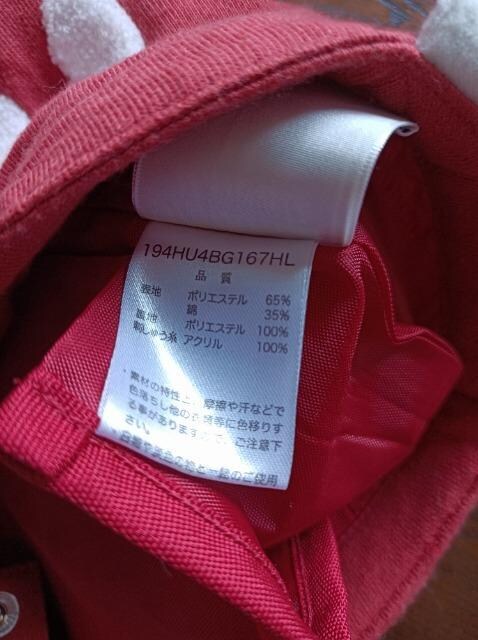 194HU4BG167HL
品質
表地 ポリエステル 65%
綿 35%
裏地 ポリエステル 100%
刺しゅう糸 アクリル 100%
・素材の特性上、摩擦や汗などで
色落ちし他の衣類等に色移りす
る事がありますので、ご注意下
さい。